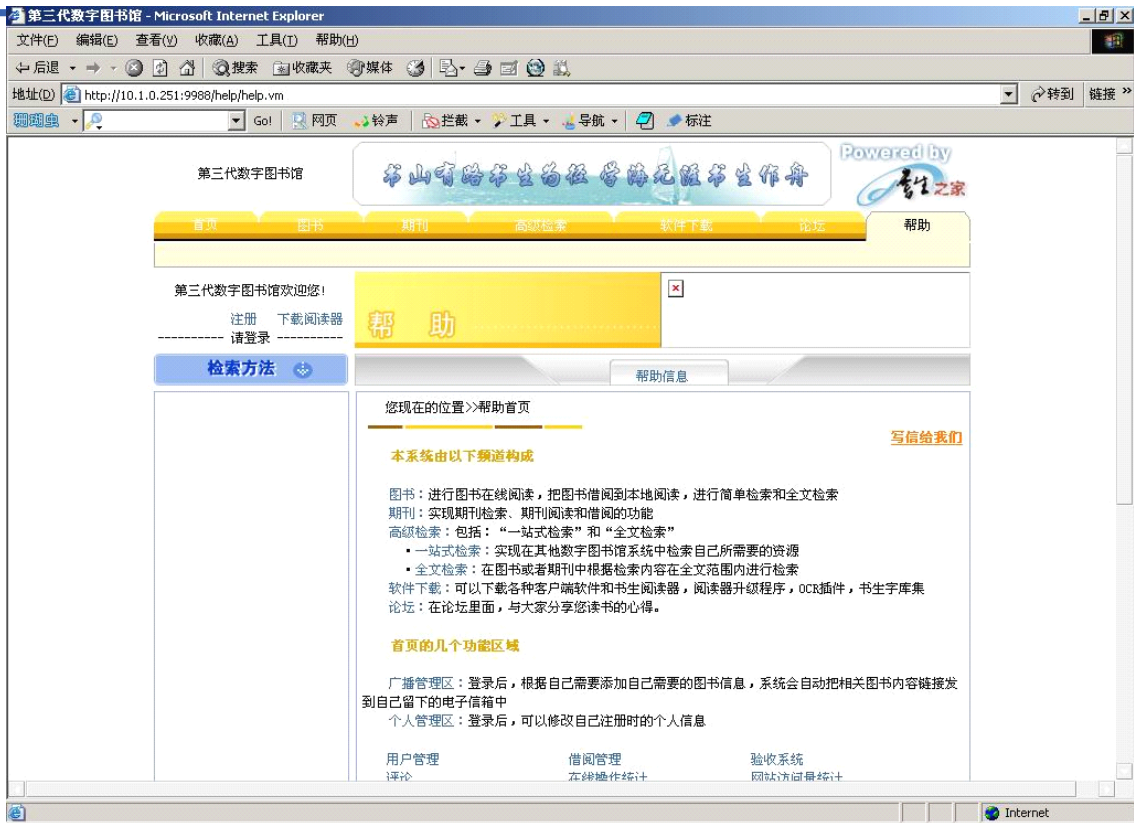 第三代数字图书馆 - Microsoft Internet Explorer
文件(F) 编辑(E) 查看(V) 收藏(A) 工具(T) 帮助(H)
后退 搜索 收藏夹 媒体
地址(D) http://10.1.0.251:9988/help/help.vm 转到 链接 »
珊瑚虫 Go! 网页 铃声 拦截 工具 导航 标注
第三代数字图书馆
书山有路书生为径 学海无涯书生作舟
Powered by
书生之家
首页 图书 期刊 高级检索 软件下载 论坛 帮助
第三代数字图书馆欢迎您!
注册 下载阅读器
---------- 请登录 ----------
帮 助
检索方法
帮助信息
您现在的位置>>帮助首页
写信给我们
本系统由以下频道构成
图书：进行图书在线阅读，把图书借阅到本地阅读，进行简单检索和全文检索
期刊：实现期刊检索、期刊阅读和借阅的功能
高级检索：包括：“一站式检索”和“全文检索”
▪ 一站式检索：实现在其他数字图书馆系统中检索自己所需要的资源
▪ 全文检索：在图书或者期刊中根据检索内容在全文范围内进行检索
软件下载：可以下载各种客户端软件和书生阅读器，阅读器升级程序，OCR插件，书生字库集
论坛：在论坛里面，与大家分享您读书的心得。
首页的几个功能区域
广播管理区：登录后，根据自己需要添加自己需要的图书信息，系统会自动把相关图书内容链接发
到自己留下的电子信箱中
个人管理区：登录后，可以修改自己注册时的个人信息
用户管理 借阅管理 验收系统
评论 在线操作统计 网站访问量统计
Internet